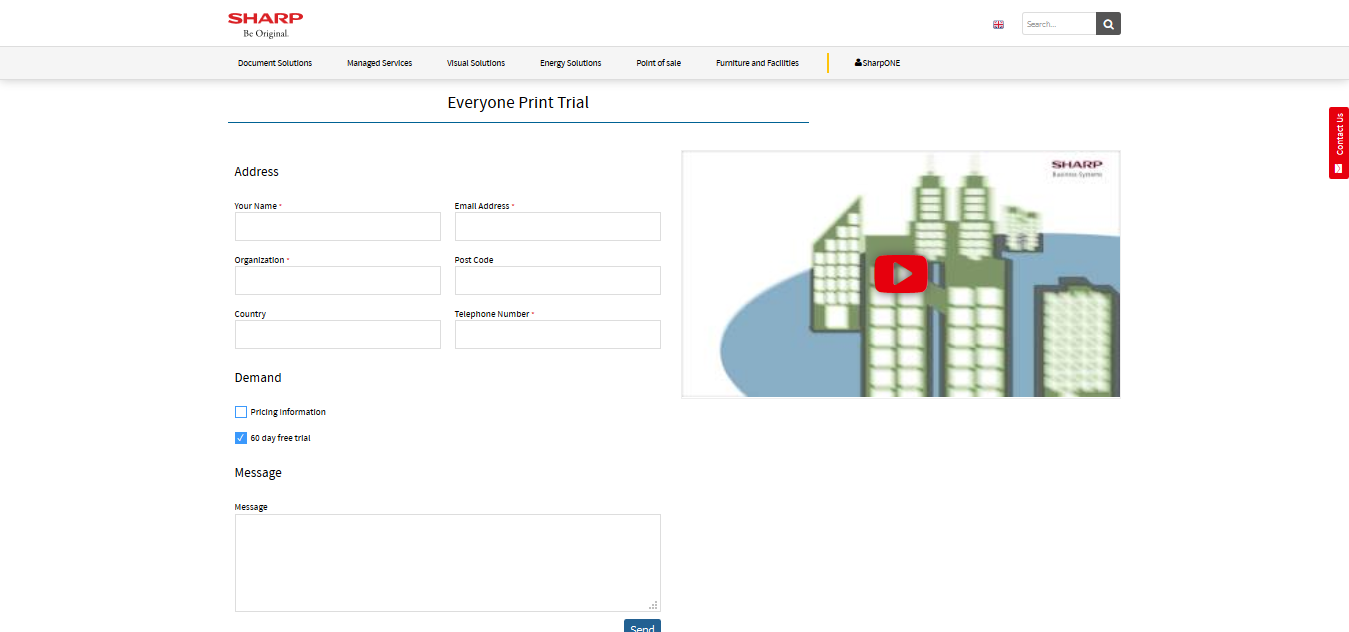 SHARP
Be Original.
Search...
Document Solutions
Managed Services
Visual Solutions
Energy Solutions
Point of sale
Furniture and Facilities
SharpONE
Everyone Print Trial
Contact Us
Address
Your Name *
Email Address *
Organization *
Post Code
Country
Telephone Number *
Demand
Pricing information
60 day free trial
Message
Message
Send
SHARP
Business Systems